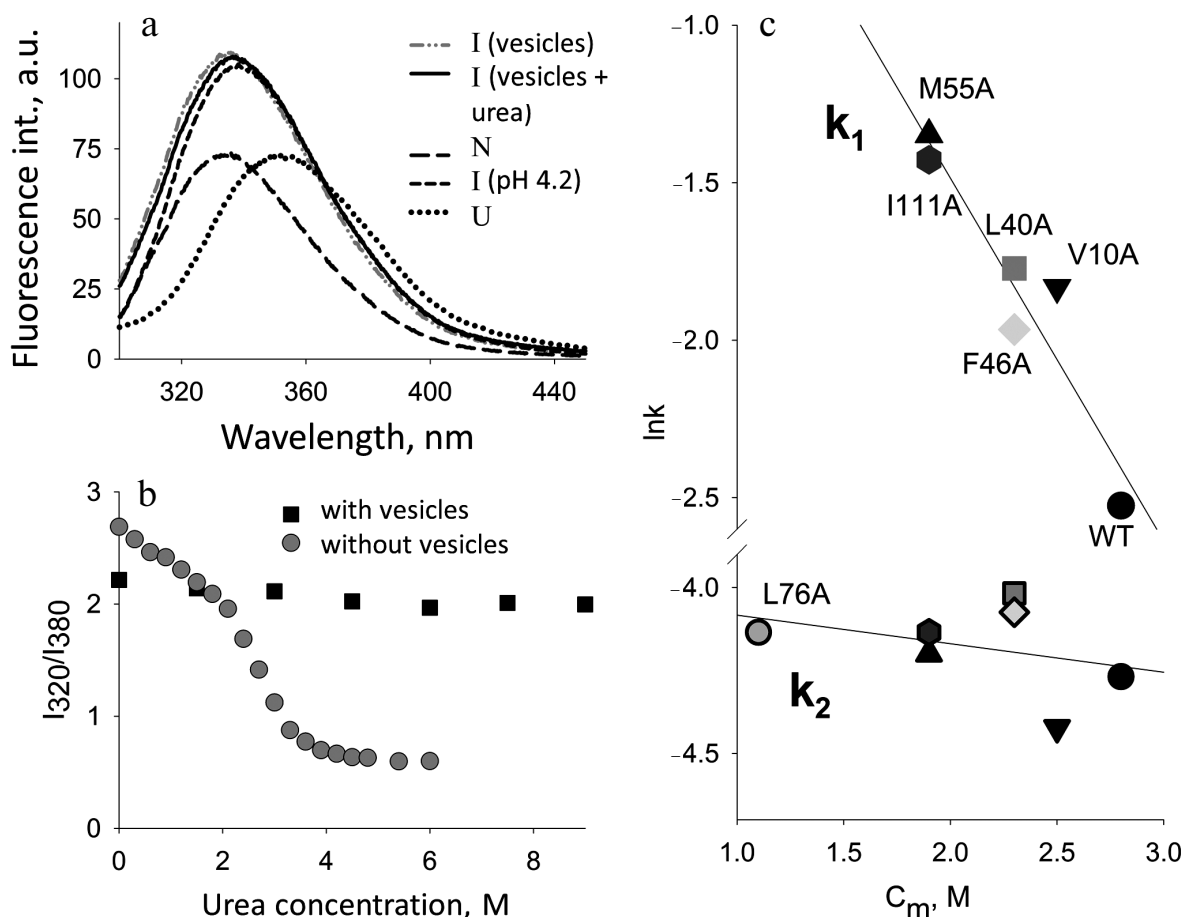 a
Fluorescence int., a.u.
100
75
50
25
0
320
360
400
440
Wavelength, nm
I (vesicles)
I (vesicles +
urea)
N
I (pH 4.2)
U
b
I320/I380
3
2
1
0
0
2
4
6
8
Urea concentration, M
with vesicles
without vesicles
c
lnk
−1.0
−1.5
−2.0
−2.5
−4.0
−4.5
1.0
1.5
2.0
2.5
3.0
Cm, M
k1
M55A
I111A
L40A
V10A
F46A
WT
L76A
k2